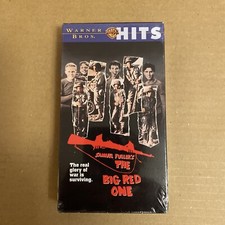 WARNER BROS. HITS
SAMUEL FULLER'S
THE
BIG RED
ONE
The real
glory of
war is
surviving.